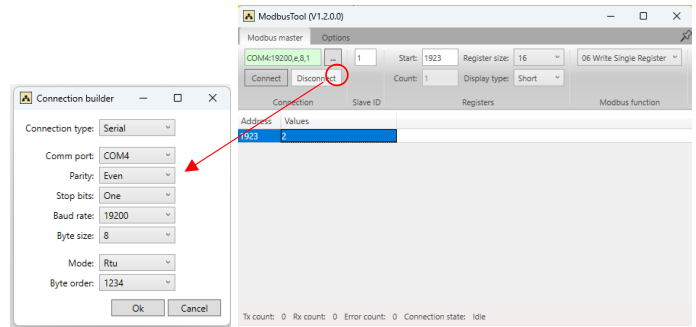 ModbusTool (V1.2.0.0)
Modbus master Options
COM4:19200,e,8,1 ... 1 Start: 1923 Register size: 16 06 Write Single Register
Connect Disconnect Count: 1 Display type: Short
Connection Slave ID Registers Modbus function
Address Values
1923 2
Tx count: 0 Rx count: 0 Error count: 0 Connection state: Idle
Connection builder
Connection type: Serial
Comm port: COM4
Parity: Even
Stop bits: One
Baud rate: 19200
Byte size: 8
Mode: Rtu
Byte order: 1234
Ok Cancel